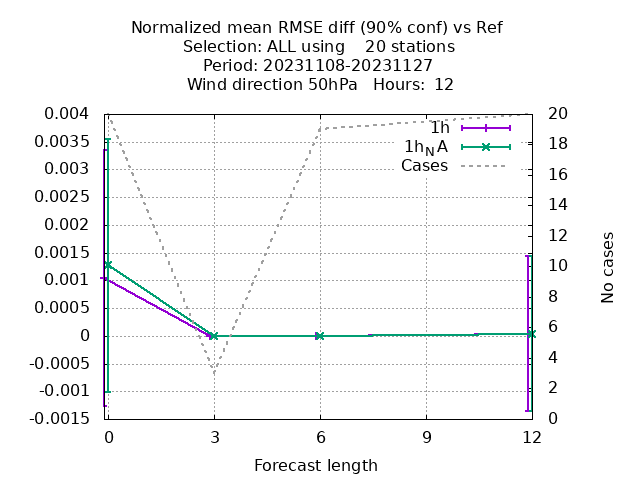 Normalized mean RMSE diff (90% conf) vs Ref
Selection: ALL using    20 stations
Period: 20231108-20231127
Wind direction 50hPa   Hours:  12
0.004
0.0035
0.003
0.0025
0.002
0.0015
0.001
0.0005
0
-0.0005
-0.001
-0.0015
1h
1hNA
Cases
20
18
16
14
12
10
8
6
4
2
0
No cases
0 3 6 9 12
Forecast length